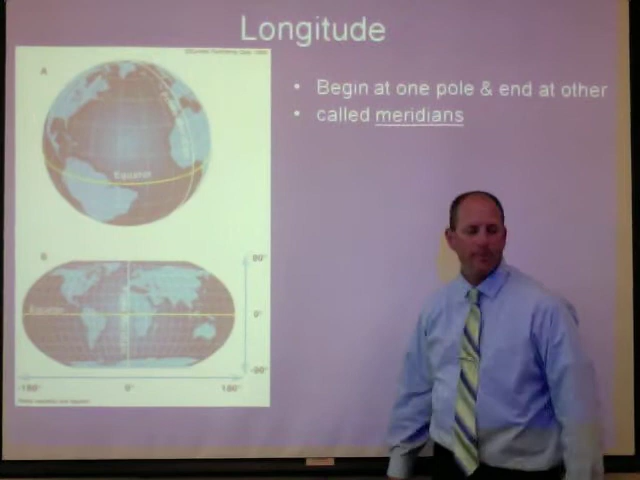 Longitude
A
Equator
• Begin at one pole & end at other
• called meridians
B
Equator
90°
0°
-90°
-180° 0° 180°